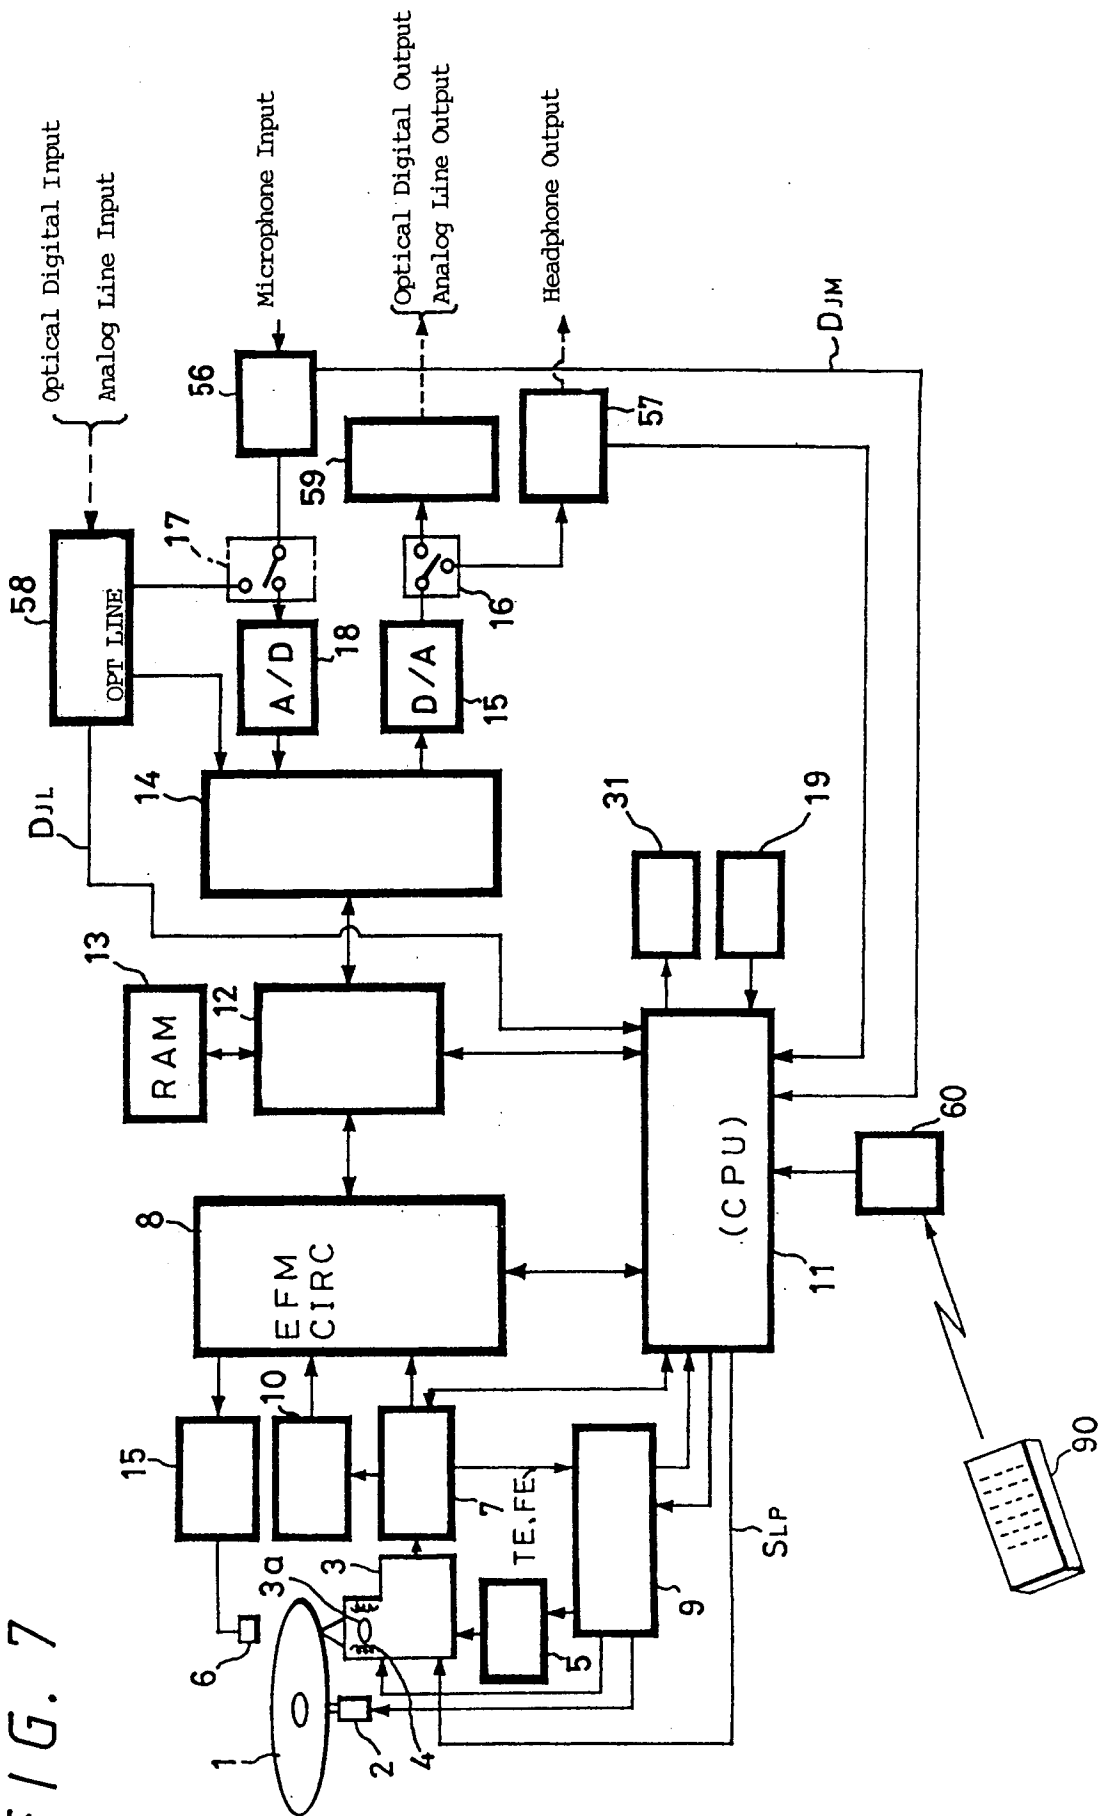 FIG. 7
Optical Digital Input
Analog Line Input
Microphone Input
Optical Digital Output
Analog Line Output
Headphone Output
58
OPT LINE
DJL
17
56
A/D
18
59
D/A
15
16
57
DJM
14
13
RAM
12
31
19
8
EFM
CIRC
(CPU)
11
60
90
15
10
7
TE, FE
3
3a
6
1
2
4
5
9
SLP